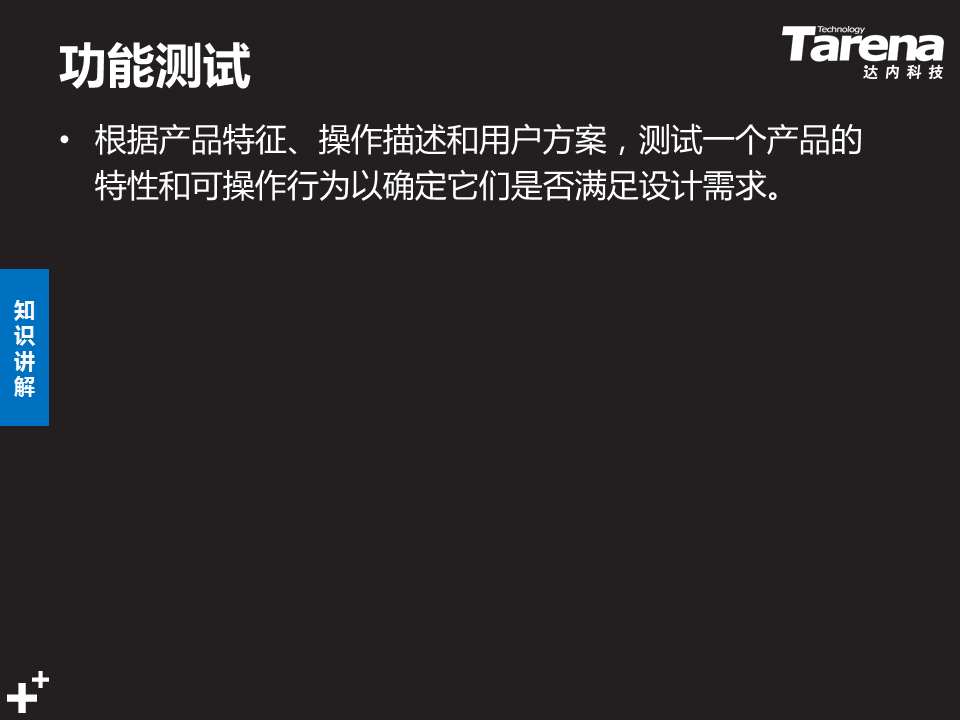 功能测试
Technology
Tarena
达内科技
• 根据产品特征、操作描述和用户方案，测试一个产品的
特性和可操作行为以确定它们是否满足设计需求。
知
识
讲
解